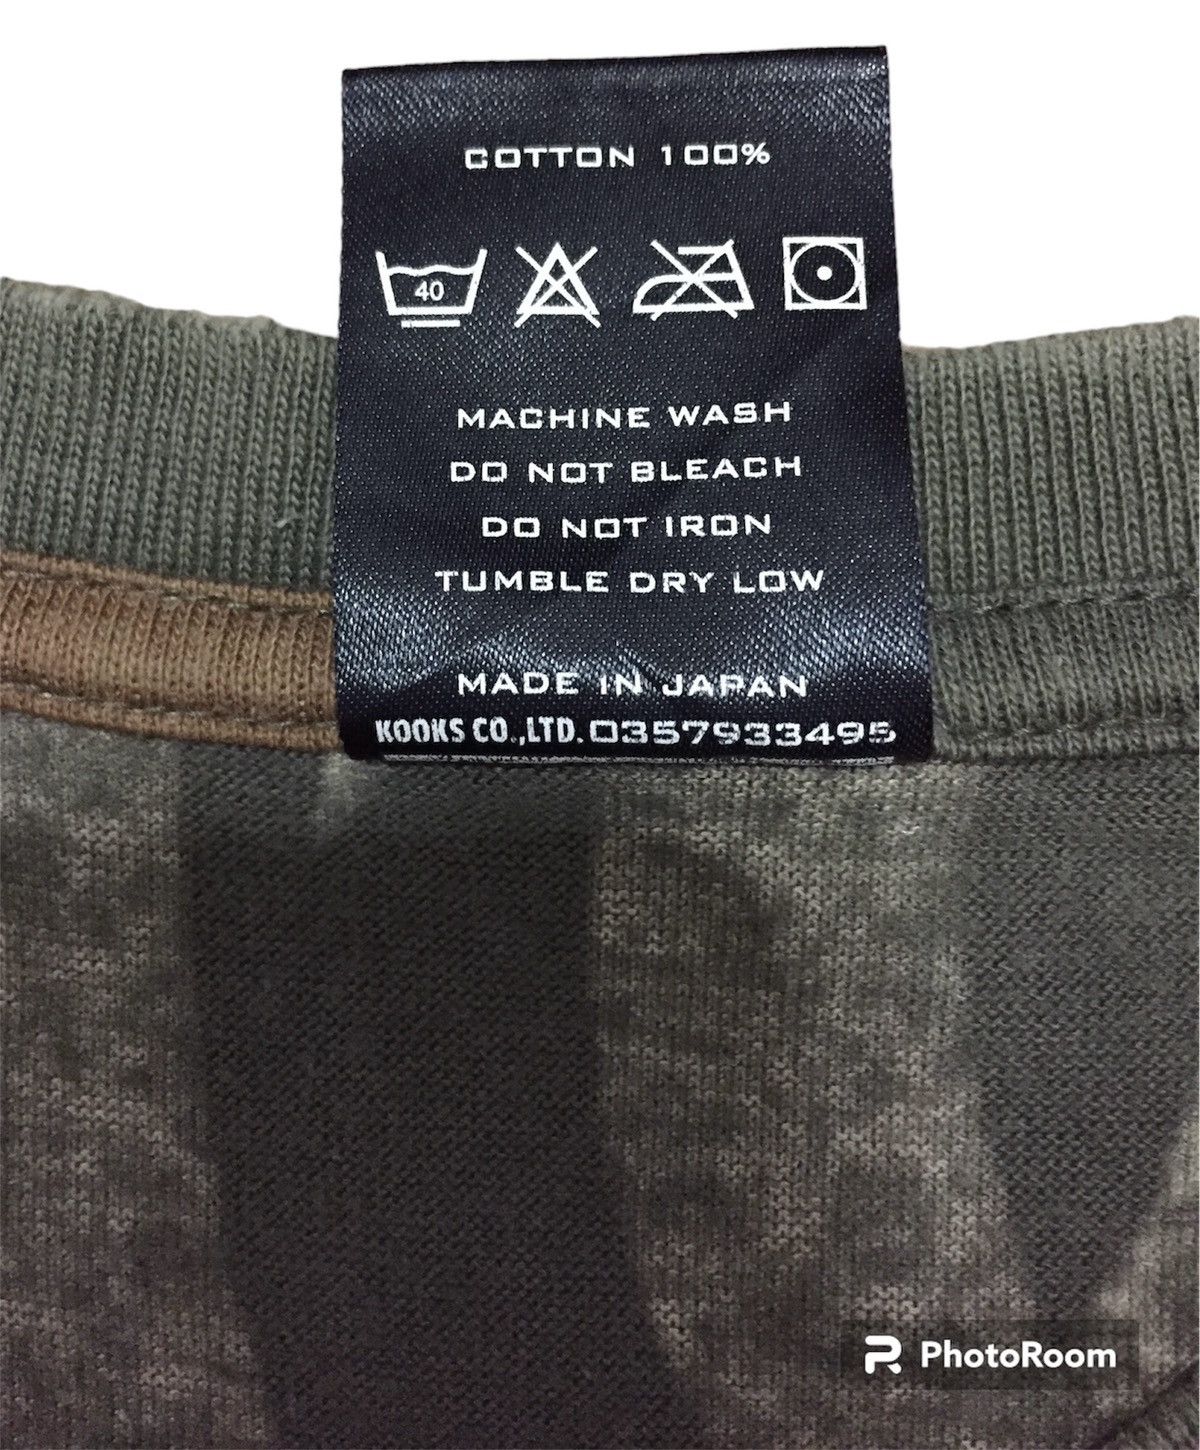 COTTON 100%
40
MACHINE WASH
DO NOT BLEACH
DO NOT IRON
TUMBLE DRY LOW
MADE IN JAPAN
KOOKS CO.,LTD. 0357933495
PhotoRoom